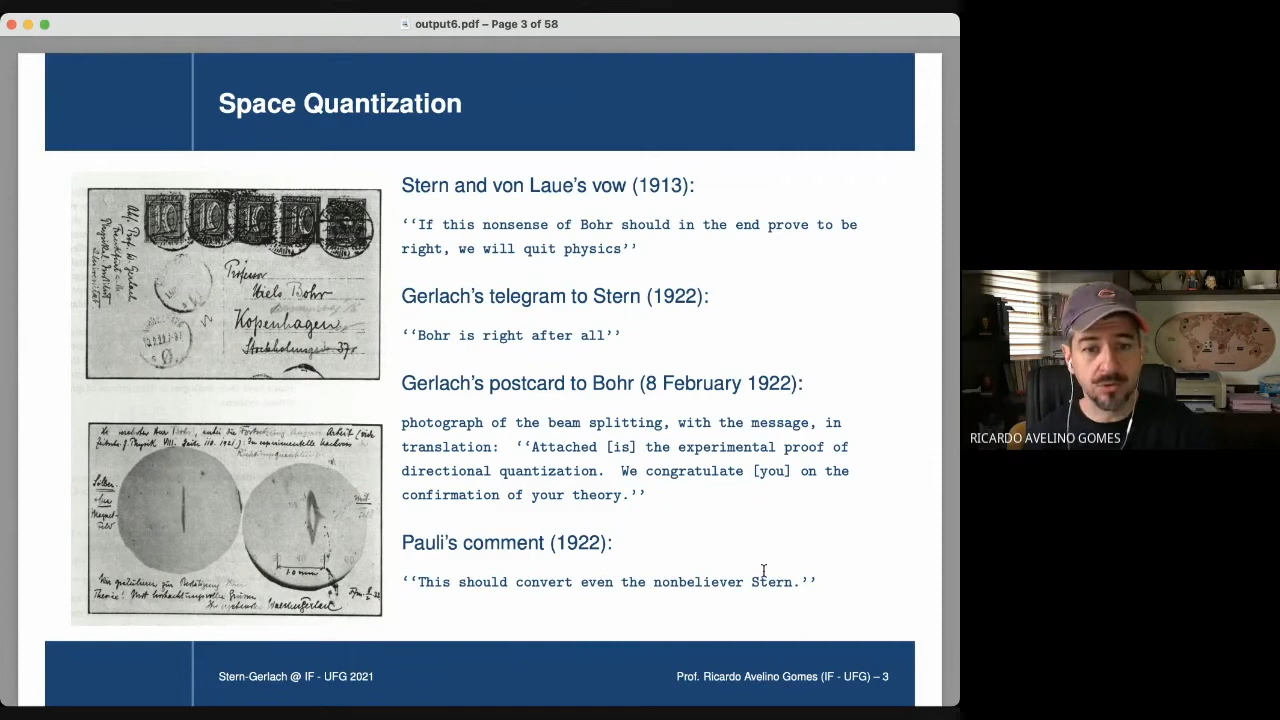 output6.pdf – Page 3 of 58
Space Quantization
Stern and von Laue's vow (1913):
‘‘If this nonsense of Bohr should in the end prove to be
right, we will quit physics’’
Gerlach's telegram to Stern (1922):
‘‘Bohr is right after all’’
Gerlach's postcard to Bohr (8 February 1922):
photograph of the beam splitting, with the message, in
translation: ‘‘Attached [is] the experimental proof of
directional quantization. We congratulate [you] on the
confirmation of your theory.’’
Pauli's comment (1922):
‘‘This should convert even the nonbeliever Stern.’’
Professor
Niels Bohr
Kopenhagen
10 mm
Stern-Gerlach @ IF - UFG 2021
Prof. Ricardo Avelino Gomes (IF - UFG) – 3
RICARDO AVELINO GOMES